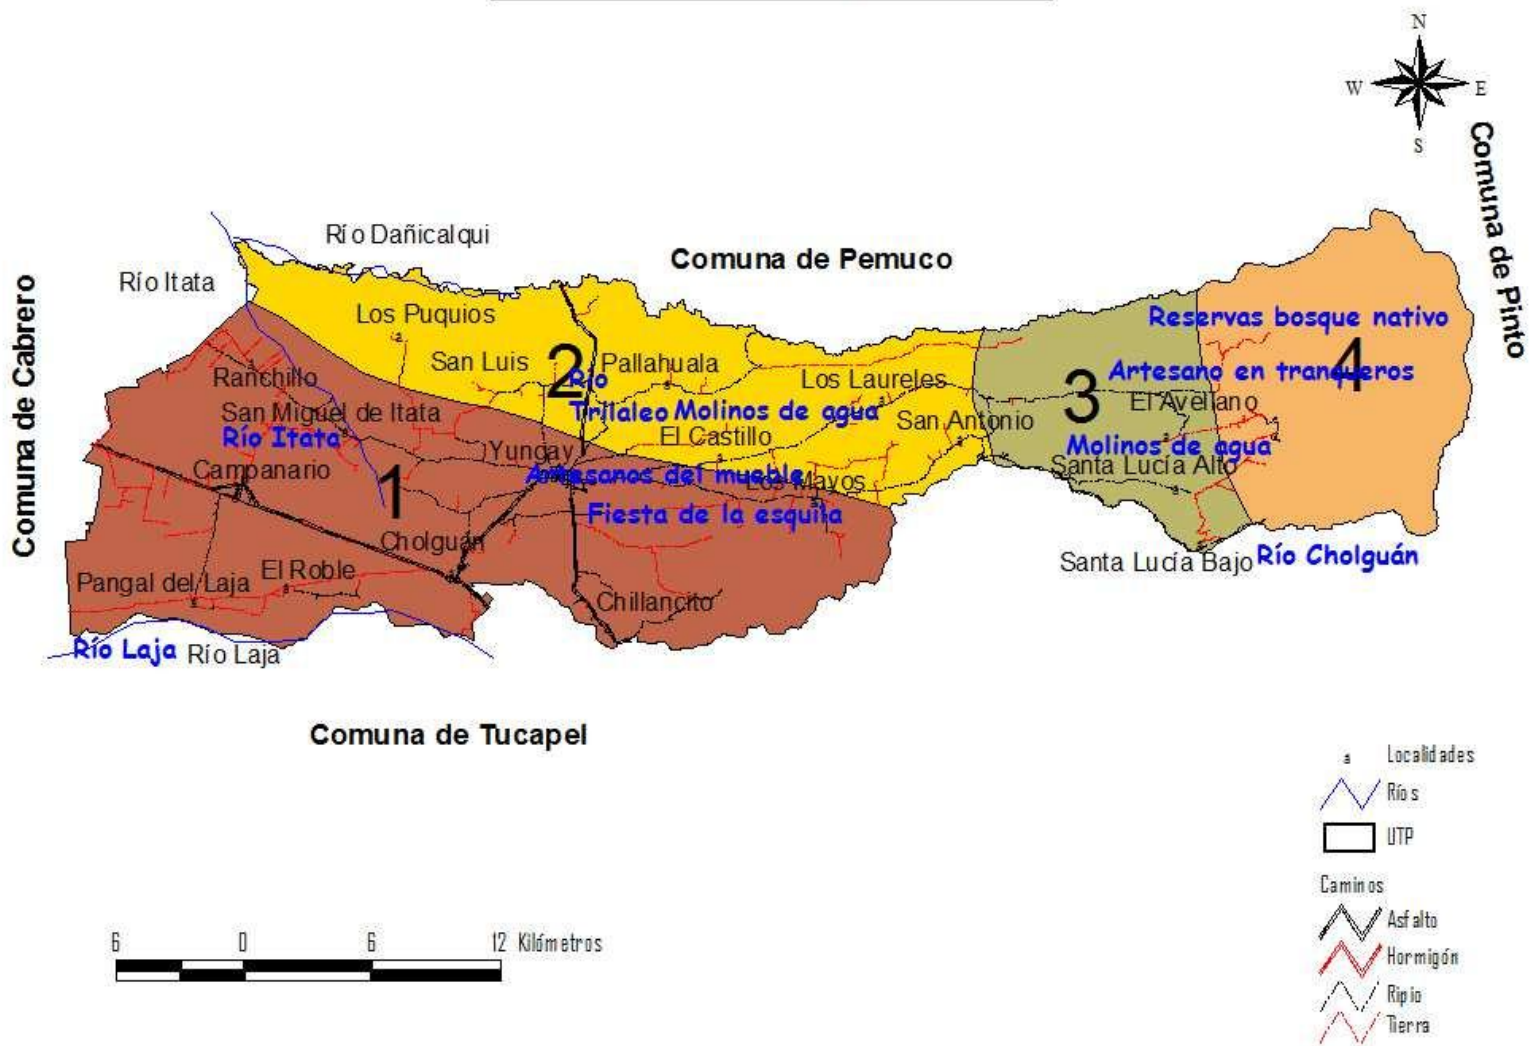 N
W
E
S
Comuna de Pinto
Río Dañicalqui
Comuna de Pemuco
Río Itata
Comuna de Cabrero
Los Puquios
Reservas bosque nativo
San Luis
2
Pallahuala
4
Ranchillo
Río
Trilaleo
Los Laureles
3
Artesano en tranqueros
San Miguel de Itata
Molinos de agua
El Avellano
Río Itata
El Castillo
San Antonio
Yungay
Molinos de agua
Campanario
1
Artesanos del mueble
Los Mayos
Santa Lucía Alto
Fiesta de la esquila
Cholguán
Santa Lucía Bajo
Río Cholguán
Pangal del Laja
El Roble
Chillancito
Río Laja
Río Laja
Comuna de Tucapel
a Localidades
Ríos
UTP
Caminos
Asfalto
Hormigón
Ripio
Tierra
6 0 6 12 Kilómetros